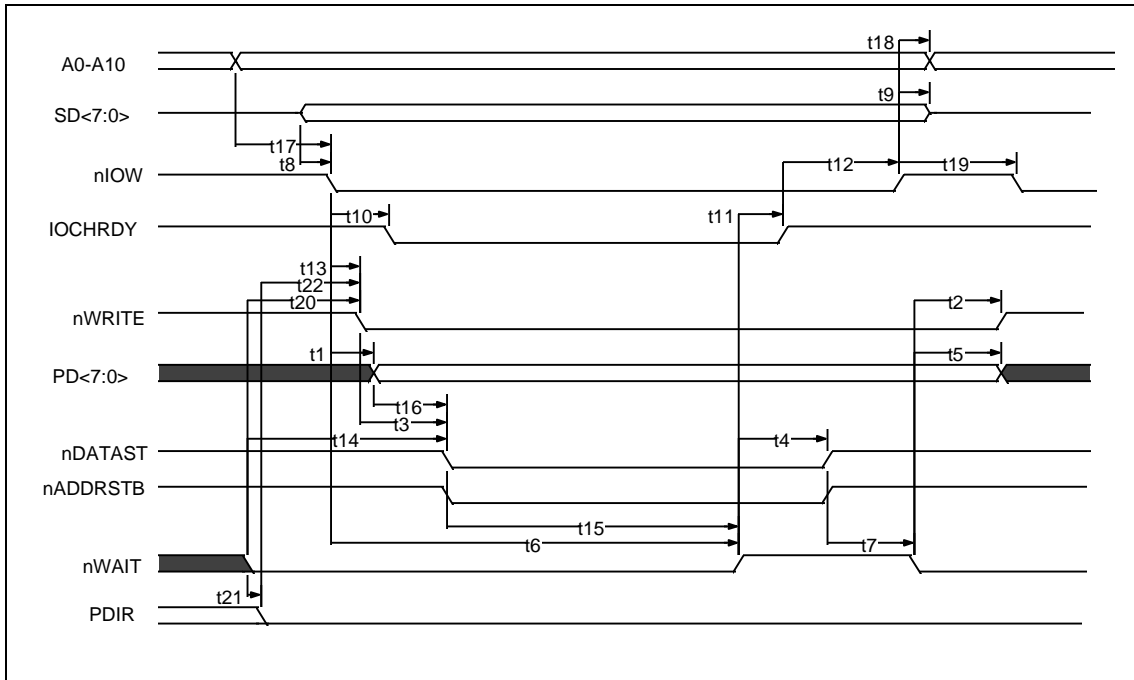 t18
A0-A10
t9
SD<7:0>
t17
t8
t12
t19
nIOW
t10
t11
IOCHRDY
t13
t22
t20
t2
nWRITE
t1
t5
PD<7:0>
t16
t3
t14
t4
nDATAST
nADDRSTB
t15
t6
t7
nWAIT
t21
PDIR